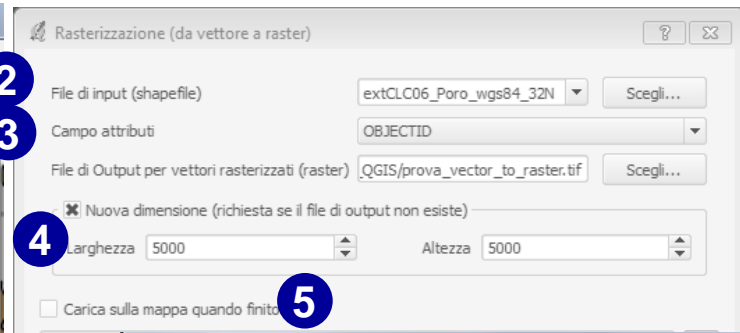 Rasterizzazione (da vettore a raster)
2
File di input (shapefile) extCLC06_Poro_wgs84_32N Scegli...
3
Campo attributi OBJECTID
File di Output per vettori rasterizzati (raster) QGIS/prova_vector_to_raster.tif Scegli...
Nuova dimensione (richiesta se il file di output non esiste)
4
Larghezza 5000 Altezza 5000
5
Carica sulla mappa quando finito